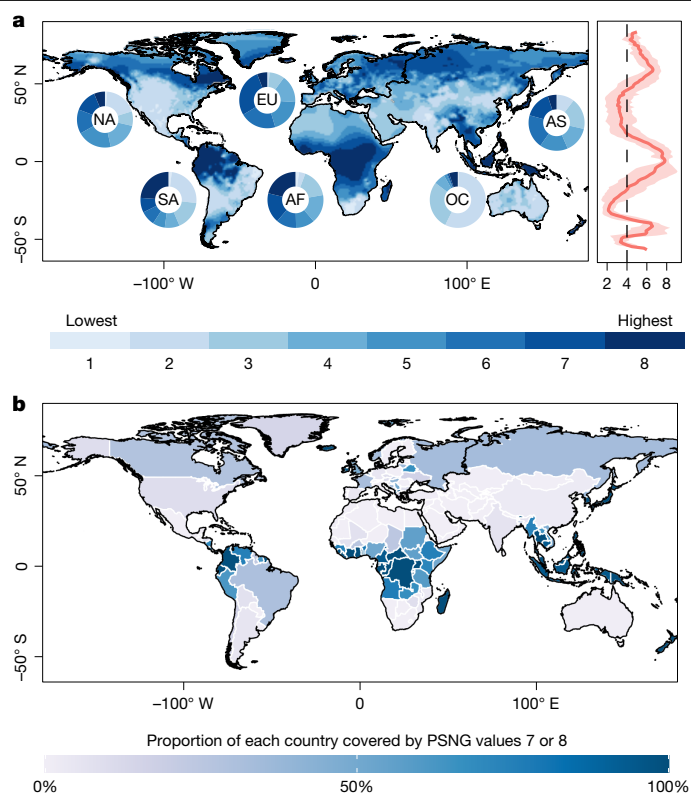 a
50° N
0
−50° S
NA
EU
AS
SA
AF
OC
−100° W
0
100° E
2 4 6 8
Lowest
Highest
1 2 3 4 5 6 7 8
b
50° N
0
−50° S
−100° W
0
100° E
Proportion of each country covered by PSNG values 7 or 8
0%
50%
100%